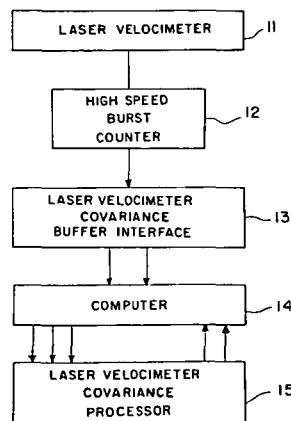 LASER VELOCIMETER
11
HIGH SPEED
BURST
COUNTER
12
LASER VELOCIMETER
COVARIANCE
BUFFER INTERFACE
13
COMPUTER
14
LASER VELOCIMETER
COVARIANCE
PROCESSOR
15